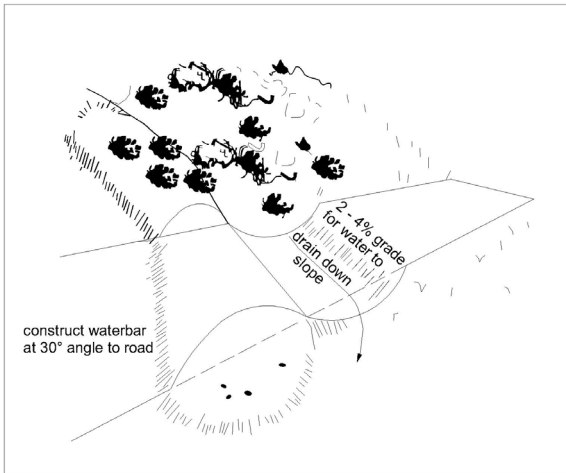 2 - 4% grade
for water to
drain down
slope
construct waterbar
at 30° angle to road